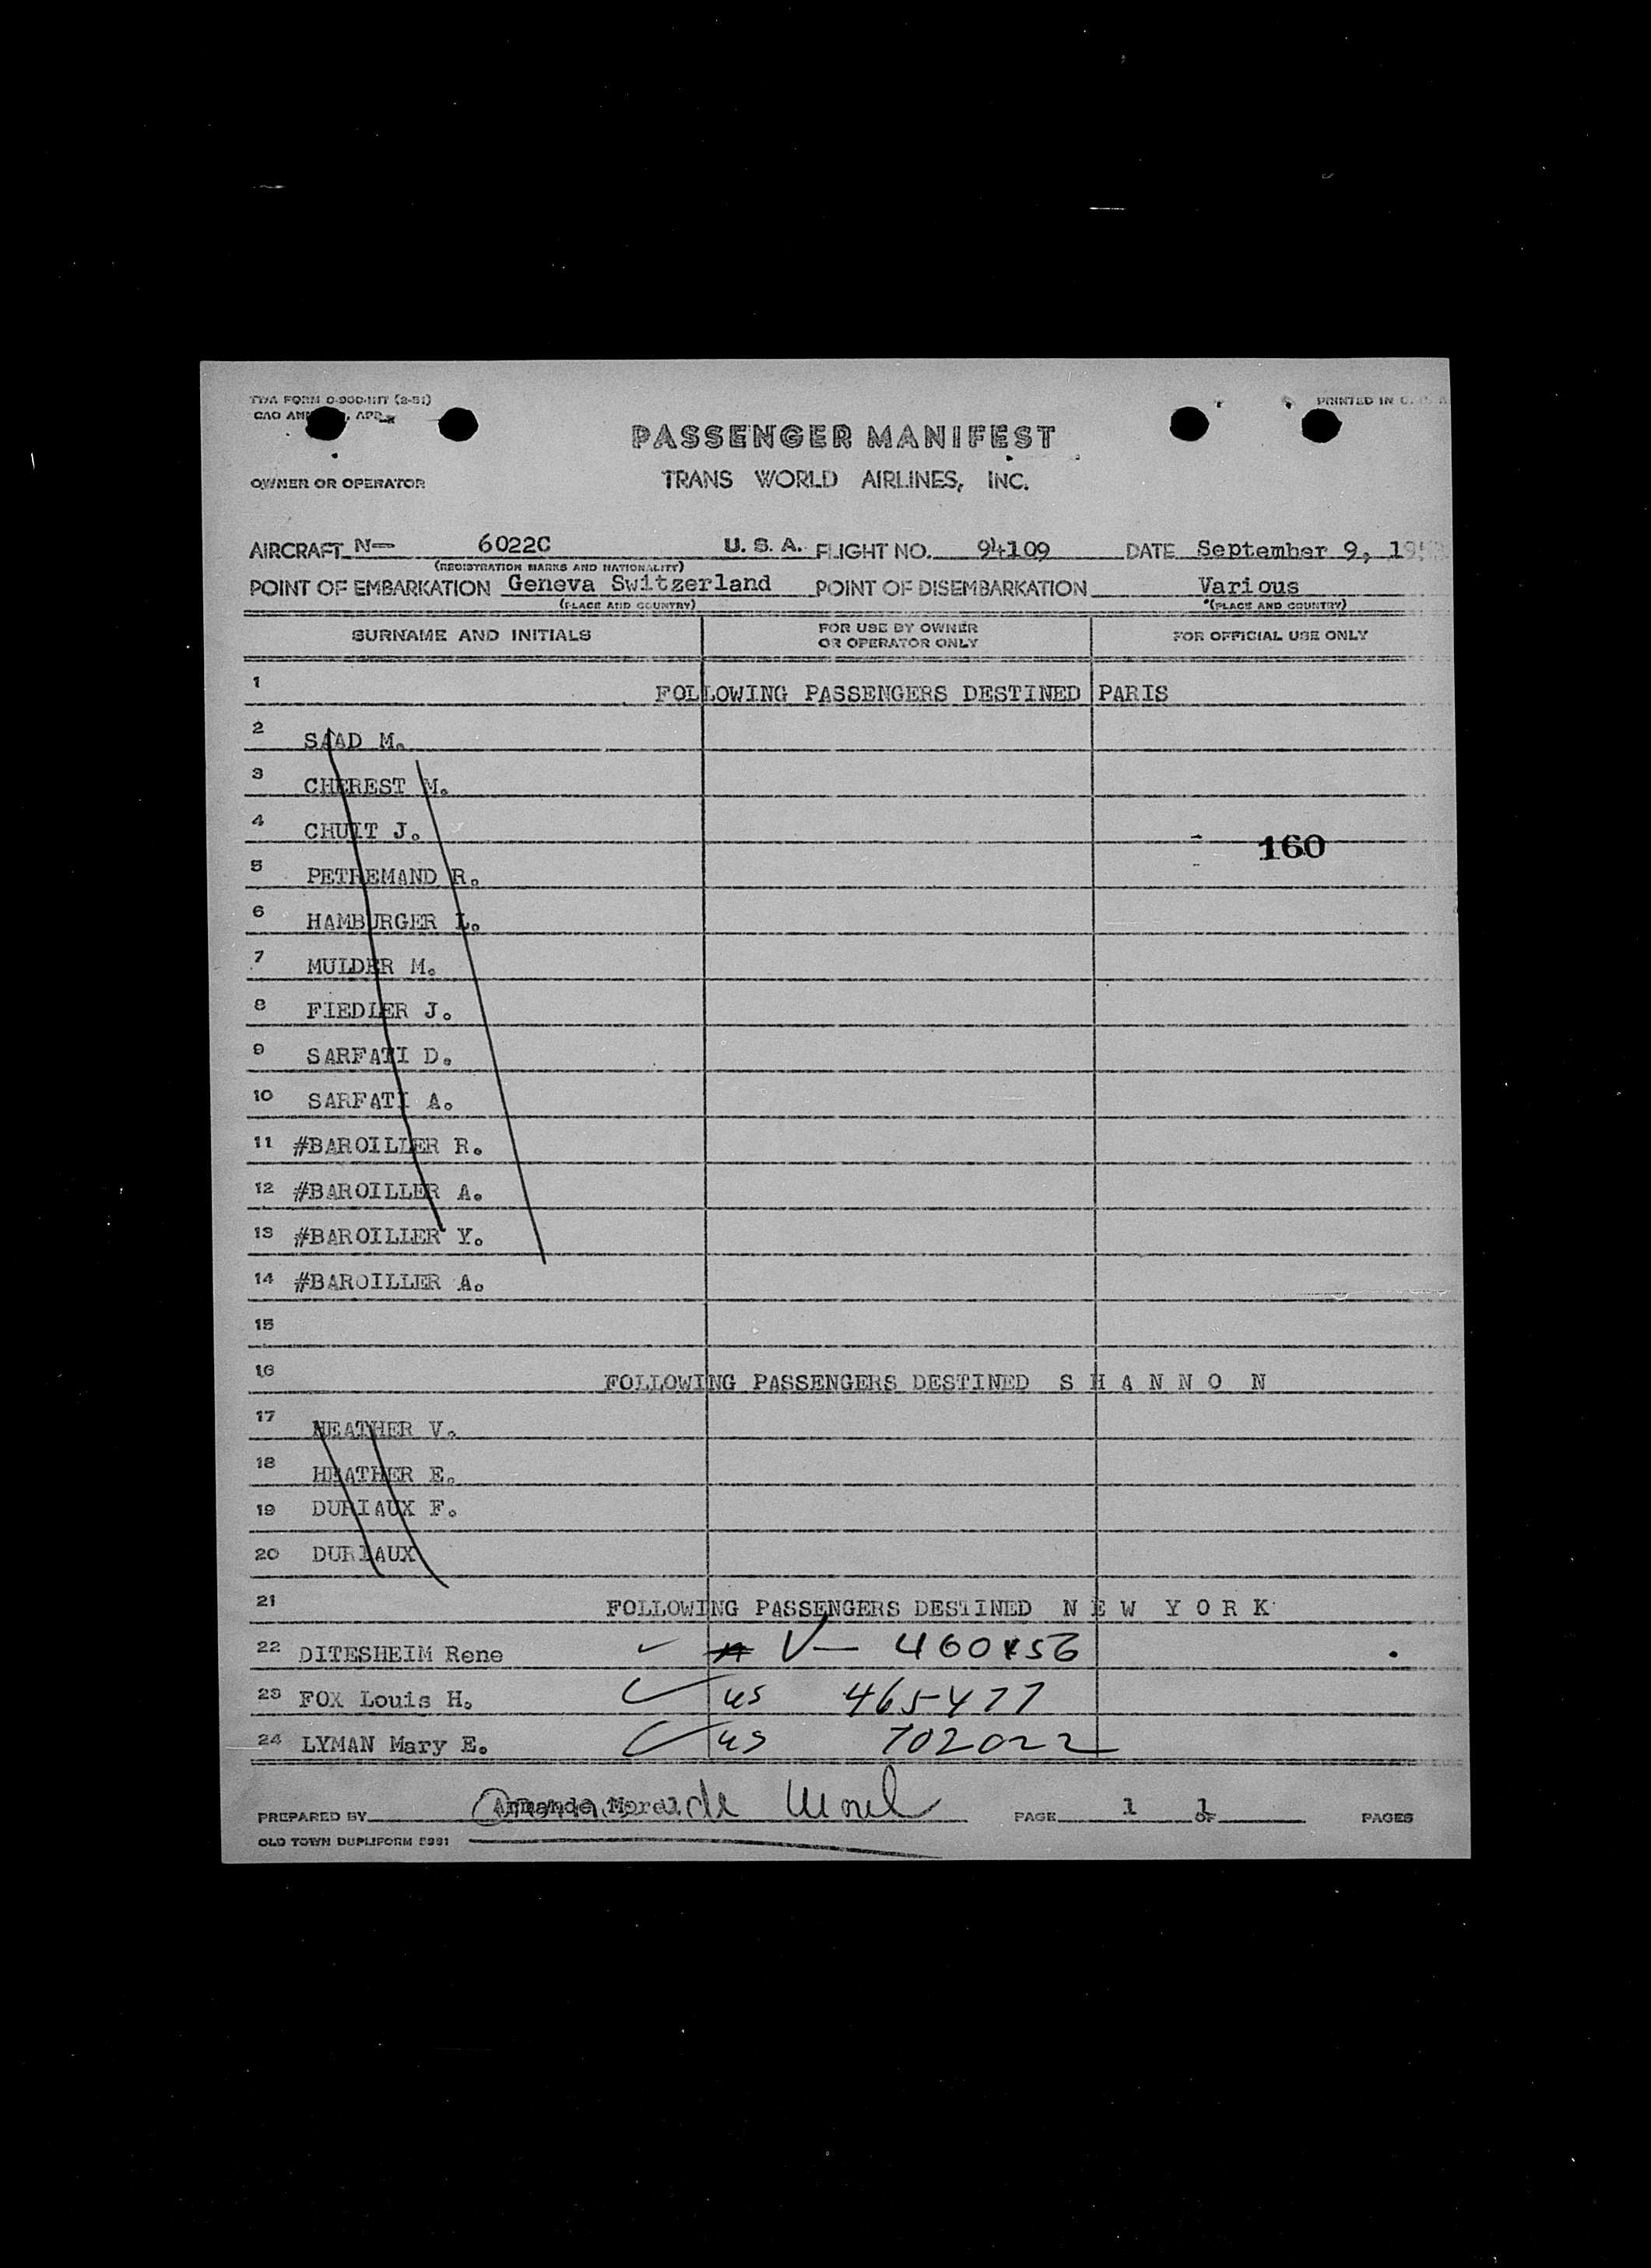 TWA FORM
PRINTED IN
PASSENGER MANIFEST
OWNER OR OPERATOR TRANS WORLD AIRLINES, INC.
AIRCRAFT N— 6022C U. S. A. FLIGHT NO. 94109 DATE September 9,
(REGISTRATION MARKS AND NATIONALITY)
POINT OF EMBARKATION Geneva Switzerland POINT OF DISEMBARKATION Various
(PLACE AND COUNTRY) (PLACE AND COUNTRY)
SURNAME AND INITIALS FOR USE BY OWNER OR OPERATOR ONLY FOR OFFICIAL USE ONLY
1 FOLLOWING PASSENGERS DESTINED PARIS
2 SAAD M.
3 CHEREST M.
4 CHUIT J.
160
5 PETREMAND R.
6 HAMBURGER L.
7 MULDER M.
8 FIEDLER J.
9 SARFATI D.
10 SARFATI A.
11 #BAROILLER R.
12 #BAROILLER A.
13 #BAROILLER Y.
14 #BAROILLER A.
15
16 FOLLOWING PASSENGERS DESTINED S H A N N O N
17 HEATHER V.
18 HEATHER E.
19 DURIAUX F.
20 DURIAUX
21 FOLLOWING PASSENGERS DESTINED N E W Y O R K
22 DITESHEIM Rene V—
23 FOX Louis H. us 465477
24 LYMAN Mary E. us 702022
PREPARED BY Armande Morel PAGE 1 OF 1 PAGES
OLD TOWN DUPLIFORM